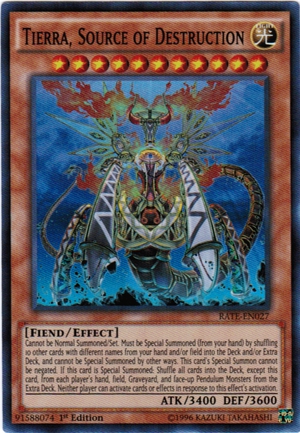 TIERRA, SOURCE OF DESTRUCTION
LIGHT
光
RATE-EN027
[FIEND/EFFECT]
Cannot be Normal Summoned/Set. Must be Special Summoned (from your hand) by shuffling
10 other cards with different names from your hand and/or field into the Deck and/or Extra
Deck, and cannot be Special Summoned by other ways. This card's Special Summon cannot
be negated. If this card is Special Summoned: Shuffle all cards into the Deck, except this
card, from each player's hand, field, Graveyard, and face-up Pendulum Monsters from the
Extra Deck. Neither player can activate cards or effects in response to this effect's activation.
ATK/3400 DEF/3600
91588074 1st Edition ©1996 KAZUKI TAKAHASHI